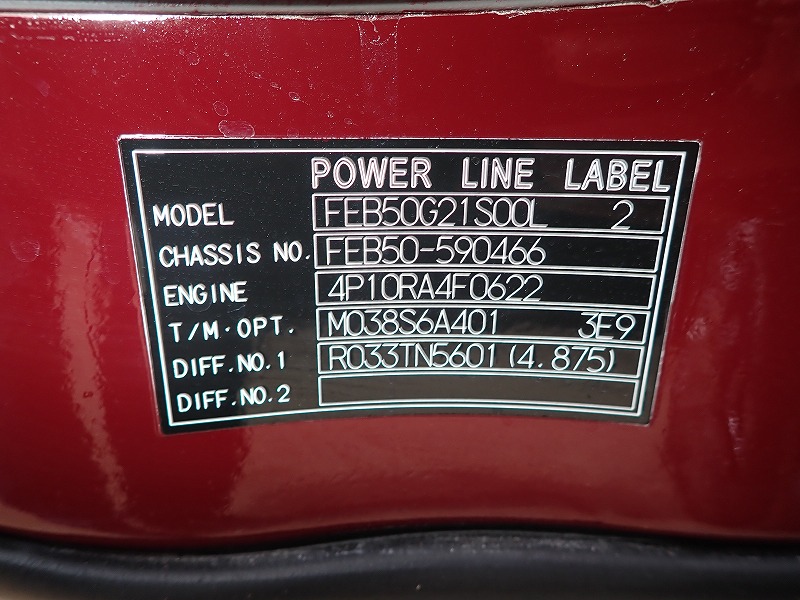 POWER LINE LABEL
MODEL FEB50G21S00L 2
CHASSIS NO. FEB50-590466
ENGINE 4P10RA4F0622
T/M·OPT. M038S6A401 3E9
DIFF.NO.1 R033TN5601 (4.875)
DIFF.NO.2